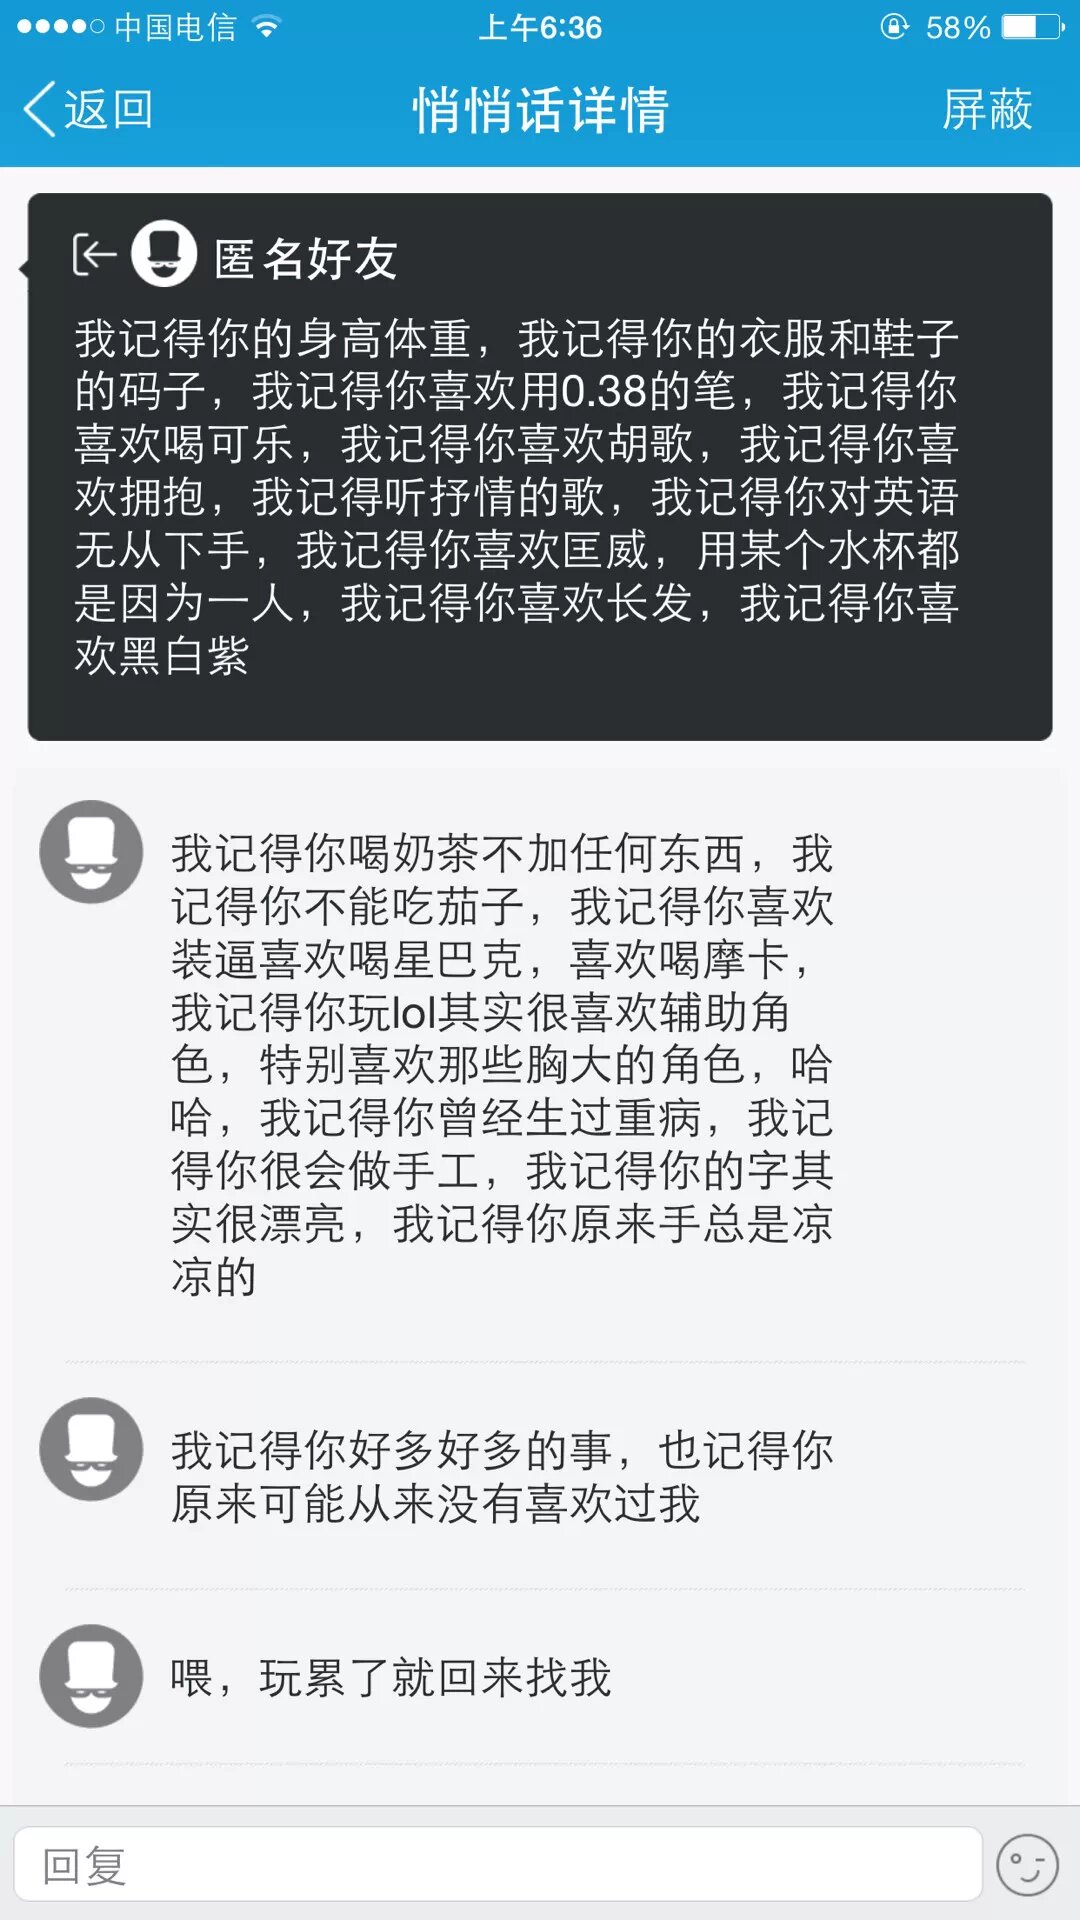 中国电信
上午6:36
58%
返回
悄悄话详情
屏蔽
匿名好友
我记得你的身高体重，我记得你的衣服和鞋子
的码子，我记得你喜欢用0.38的笔，我记得你
喜欢喝可乐，我记得你喜欢胡歌，我记得你喜
欢拥抱，我记得听抒情的歌，我记得你对英语
无从下手，我记得你喜欢匡威，用某个水杯都
是因为一人，我记得你喜欢长发，我记得你喜
欢黑白紫
我记得你喝奶茶不加任何东西，我
记得你不能吃茄子，我记得你喜欢
装逼喜欢喝星巴克，喜欢喝摩卡，
我记得你玩lol其实很喜欢辅助角
色，特别喜欢那些胸大的角色，哈
哈，我记得你曾经生过重病，我记
得你很会做手工，我记得你的字其
实很漂亮，我记得你原来手总是凉
凉的
我记得你好多好多的事，也记得你
原来可能从来没有喜欢过我
喂，玩累了就回来找我
回复